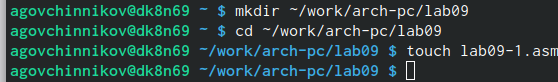 agovchinnikov@dk8n69 ~ $ mkdir ~/work/arch-pc/lab09
agovchinnikov@dk8n69 ~ $ cd ~/work/arch-pc/lab09
agovchinnikov@dk8n69 ~/work/arch-pc/lab09 $ touch lab09-1.asm
agovchinnikov@dk8n69 ~/work/arch-pc/lab09 $